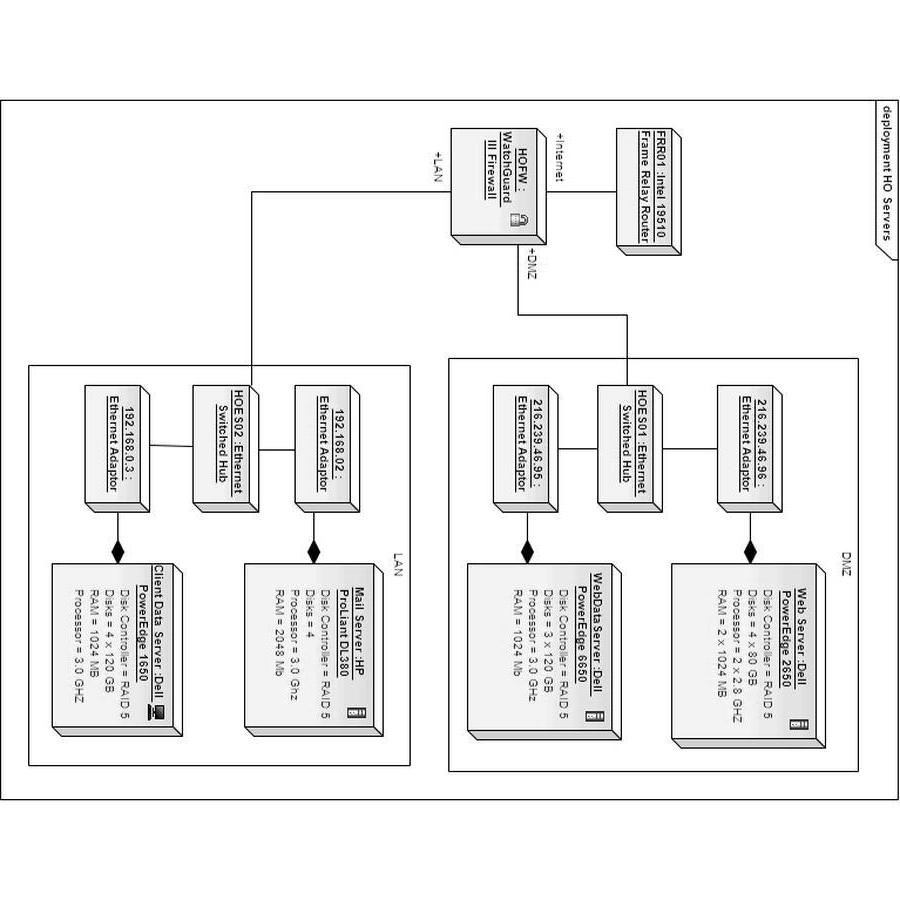 deployment HO Servers
FRR01 :Intel 19510
Frame Relay Router
+Internet
HOFW :
WatchGuard
III Firewall
+DMZ
+LAN
DMZ
216.239.46.96 :
Ethernet Adaptor
Web Server :Dell
PowerEdge 2650
Disk Controller = RAID 5
Disks = 4 x 80 GB
Processor = 2 x 2.8 GHZ
RAM = 2 x 1024 MB
HOES01 :Ethernet
Switched Hub
216.239.46.95 :
Ethernet Adaptor
WebDataServer :Dell
PowerEdge 6650
Disk Controller = RAID 5
Disks = 3 x 120 GB
Processor = 3.0 GHz
RAM = 1024 Mb
LAN
192.168.02 :
Ethernet Adaptor
Mail Server :HP
ProLiant DL380
Disk Controller = RAID 5
Disks = 4
Processor = 3.0 Ghz
RAM = 2048 Mb
HOES02 :Ethernet
Switched Hub
192.168.0.3 :
Ethernet Adaptor
Client Data Server :Dell
PowerEdge 1650
Disk Controller = RAID 5
Disks = 4 x 120 GB
RAM = 1024 MB
Processor = 3.0 GHZ